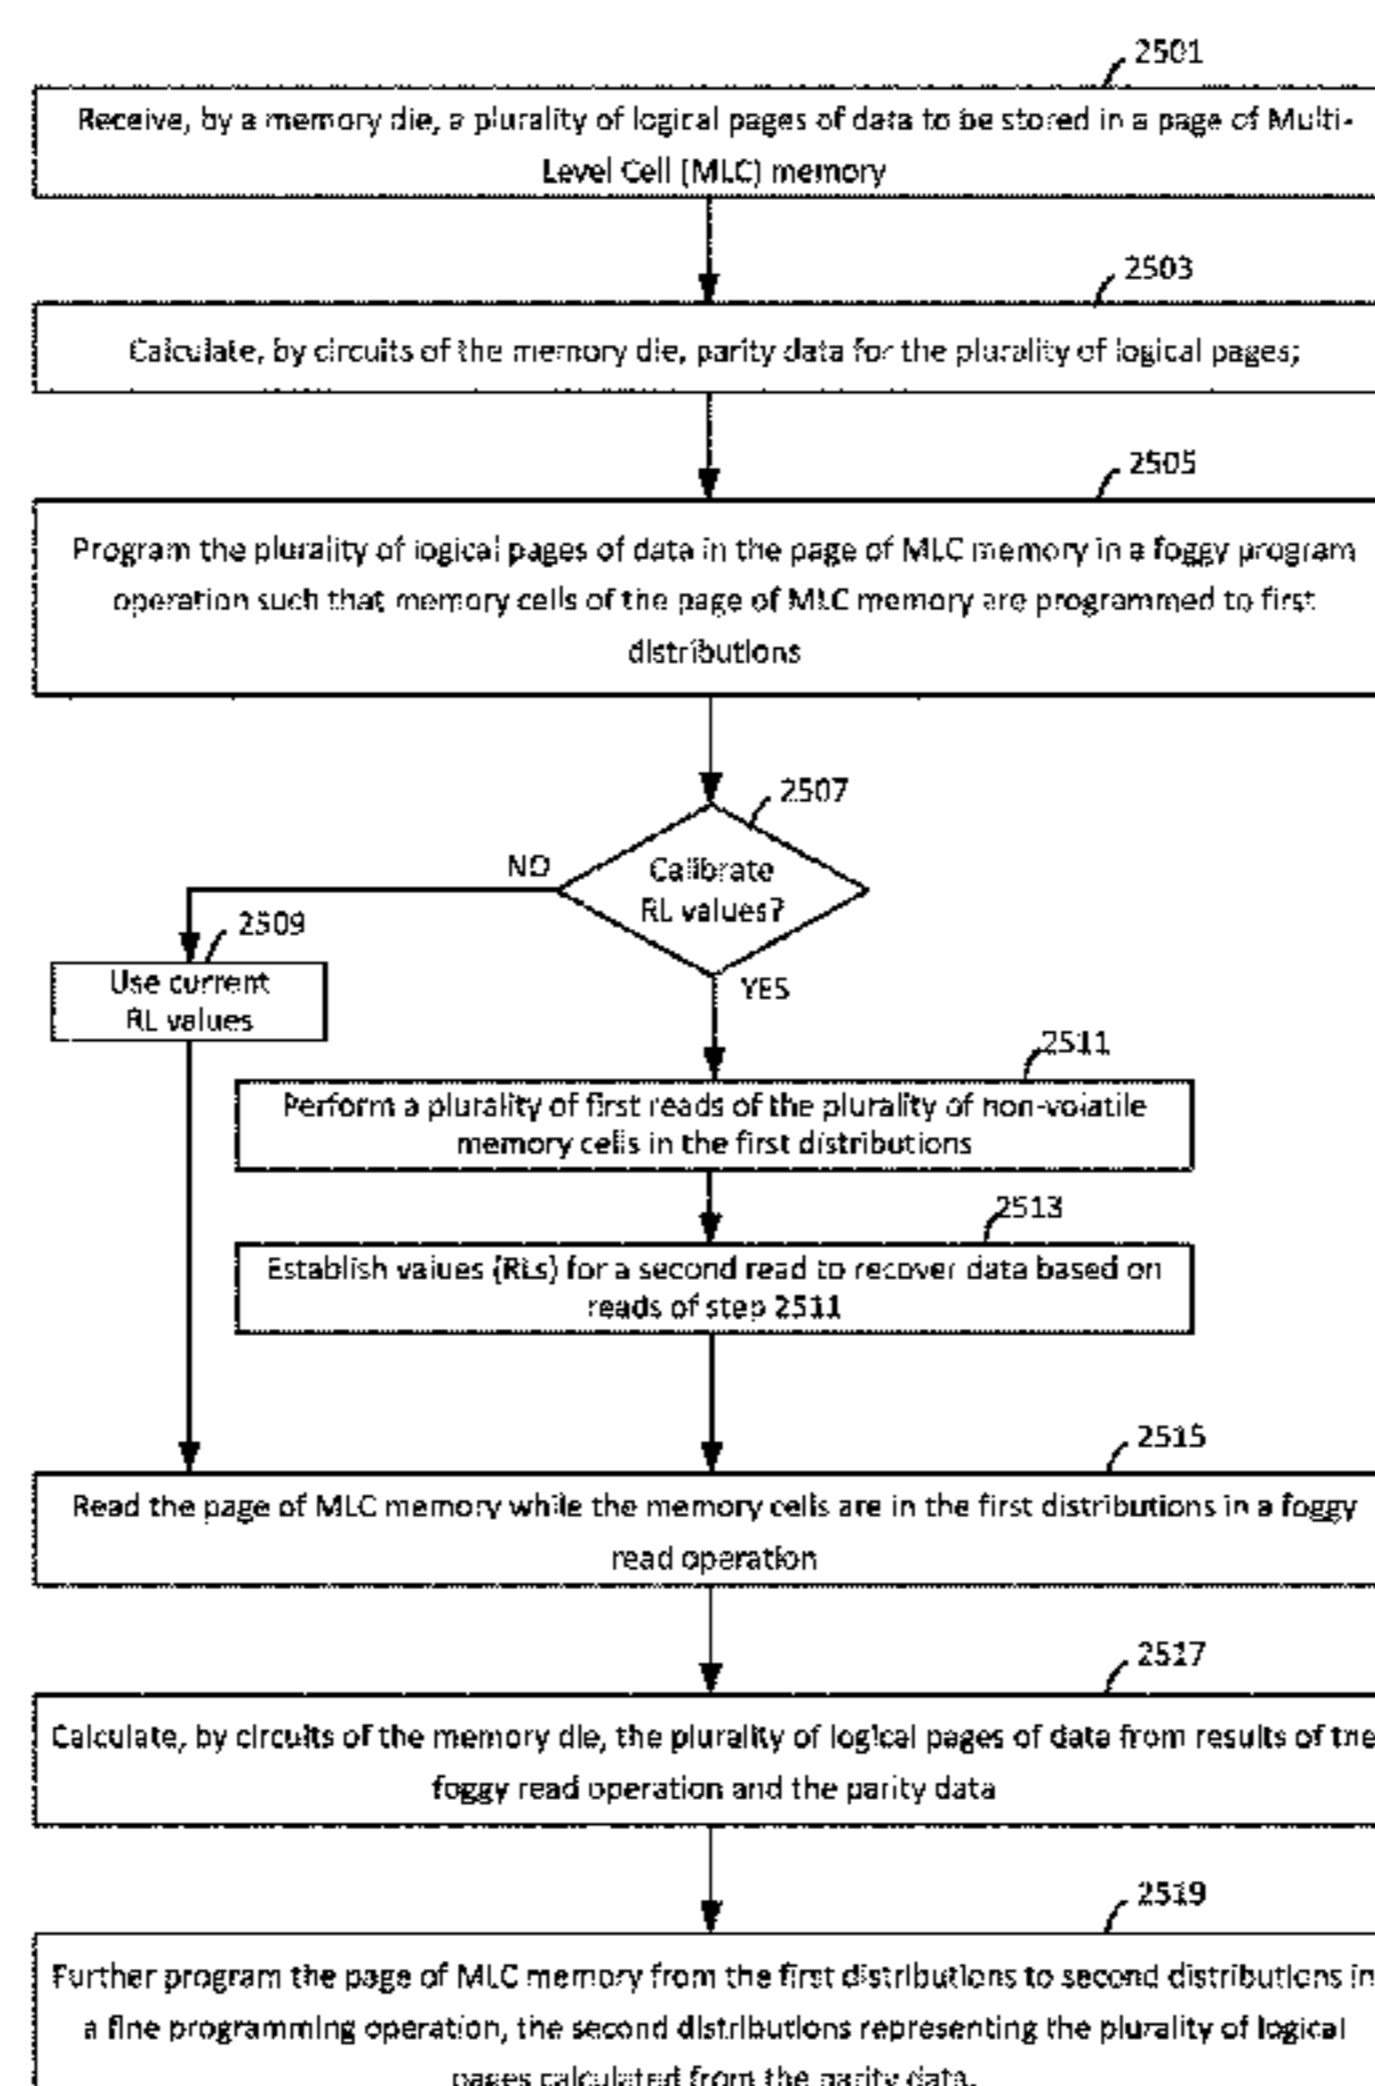 2501
Receive, by a memory die, a plurality of logical pages of data to be stored in a page of Multi-
Level Cell (MLC) memory
2503
Calculate, by circuits of the memory die, parity data for the plurality of logical pages;
2505
Program the plurality of logical pages of data in the page of MLC memory in a foggy program
operation such that memory cells of the page of MLC memory are programmed to first
distributions
2507
NO
Calibrate
RL values?
2509
YES
Use current
RL values
2511
Perform a plurality of first reads of the plurality of non-volatile
memory cells in the first distributions
2513
Establish values (RLs) for a second read to recover data based on
reads of step 2511
2515
Read the page of MLC memory while the memory cells are in the first distributions in a foggy
read operation
2517
Calculate, by circuits of the memory die, the plurality of logical pages of data from results of the
foggy read operation and the parity data
2519
Further program the page of MLC memory from the first distributions to second distributions in
a fine programming operation, the second distributions representing the plurality of logical
pages calculated from the parity data.